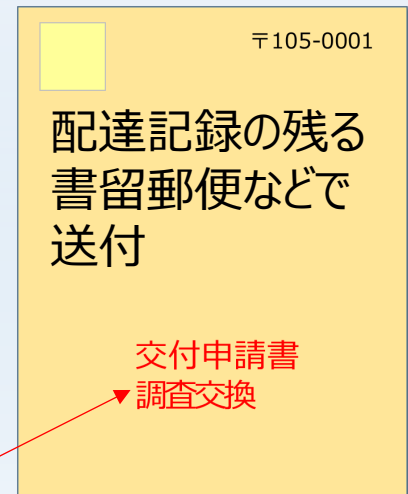 〒105-0001
配達記録の残る
書留郵便などで
送付
交付申請書
調査交換